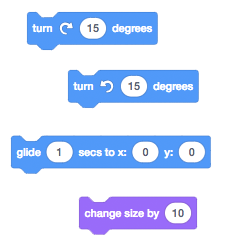 turn 15 degrees
turn 15 degrees
glide 1 secs to x: 0 y: 0
change size by 10